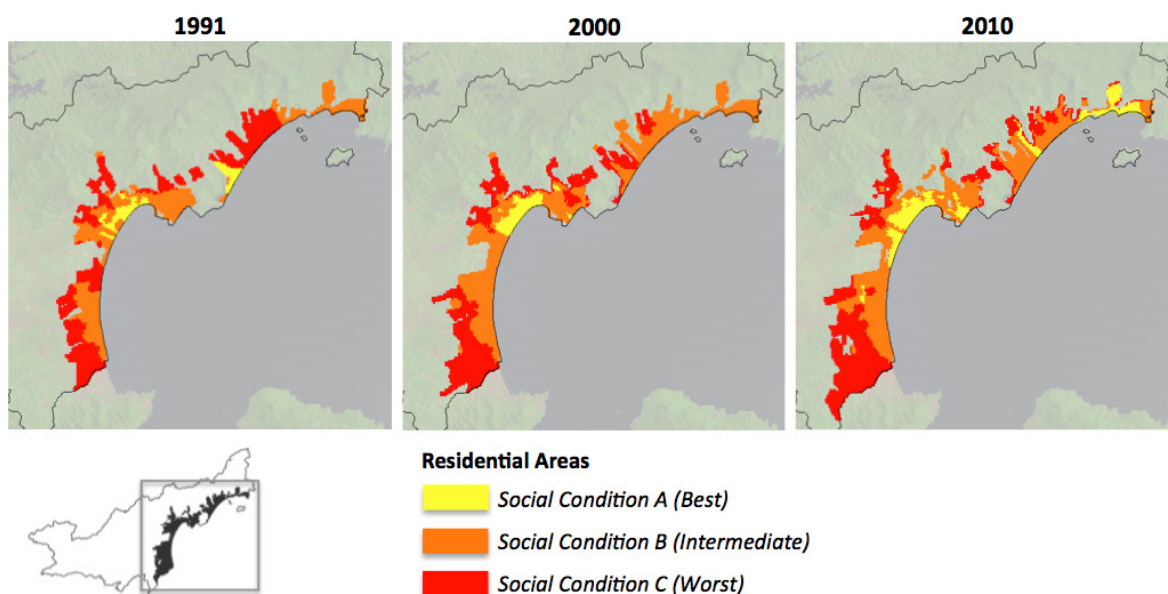 1991
2000
2010
Residential Areas
Social Condition A (Best)
Social Condition B (Intermediate)
Social Condition C (Worst)